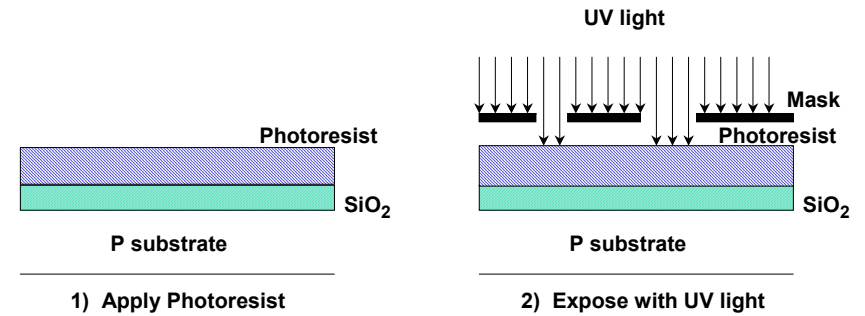 Photoresist
SiO2
P substrate
1) Apply Photoresist
UV light
Mask
Photoresist
SiO2
P substrate
2) Expose with UV light